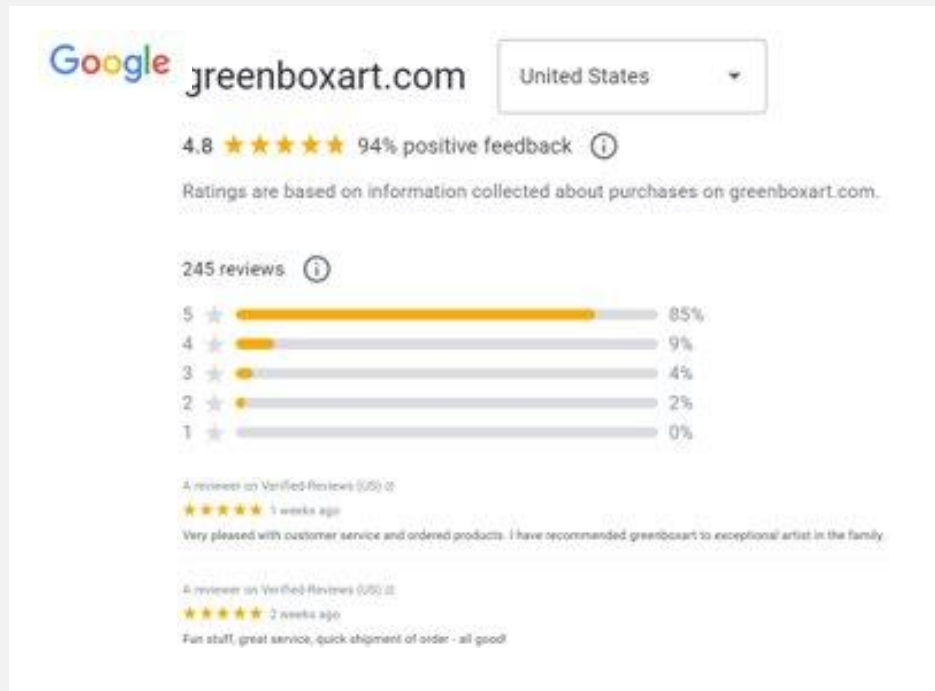 Google
greenboxart.com
United States
4.8 94% positive feedback
Ratings are based on information collected about purchases on greenboxart.com.
245 reviews
5 85%
4 9%
3 4%
2 2%
1 0%
A reviewer on Verified-Reviews (US)
1 weeks ago
Very pleased with customer service and ordered products. I have recommended greenboxart to exceptional artist in the family.
A reviewer on Verified-Reviews (US)
2 weeks ago
Fun stuff, great service, quick shipment of order - all good!